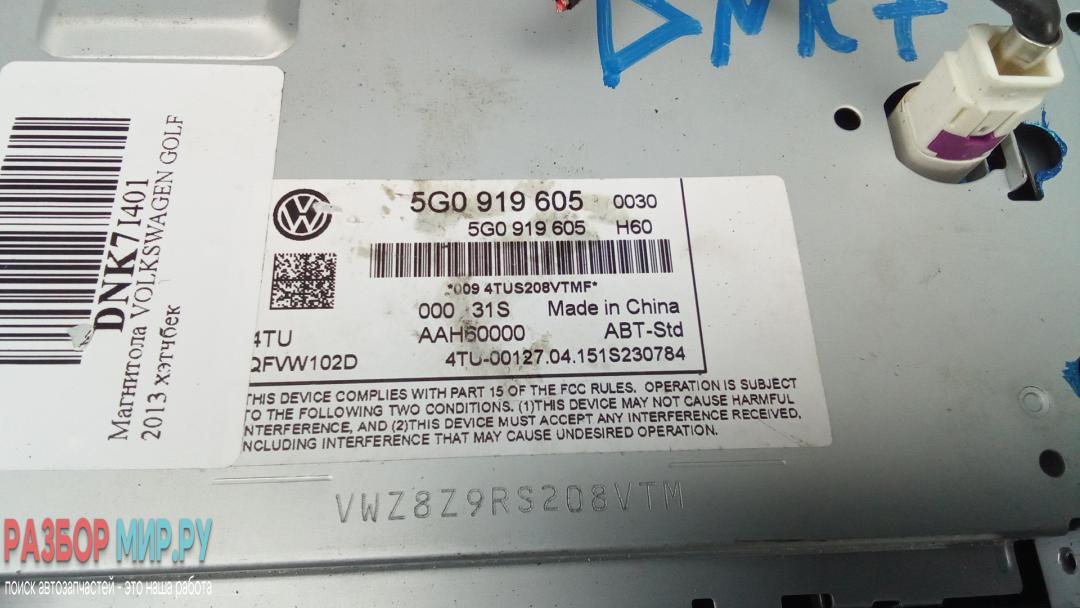 DMRT
DNK7I401
Магнитола VOLKSWAGEN GOLF
2013 хэтчбек
5G0 919 605 0030
5G0 919 605 H60
*009 4TUS208VTMF*
000 31S Made in China
4TU AAH60000 ABT-Std
QFVW102D 4TU-00127.04.151S230784
THIS DEVICE COMPLIES WITH PART 15 OF THE FCC RULES. OPERATION IS SUBJECT
TO THE FOLLOWING TWO CONDITIONS. (1)THIS DEVICE MAY NOT CAUSE HARMFUL
INTERFERENCE, AND (2)THIS DEVICE MUST ACCEPT ANY INTERFERENCE RECEIVED,
INCLUDING INTERFERENCE THAT MAY CAUSE UNDESIRED OPERATION.
VWZ8Z9RS208VTM
РАЗБОРМИР.РУ
поиск автозапчастей - это наша работа